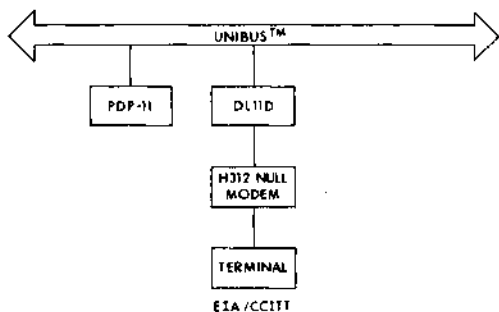 UNIBUS™
PDP-11
DL11D
H312 NULL
MODEM
TERMINAL
EIA/CCITT